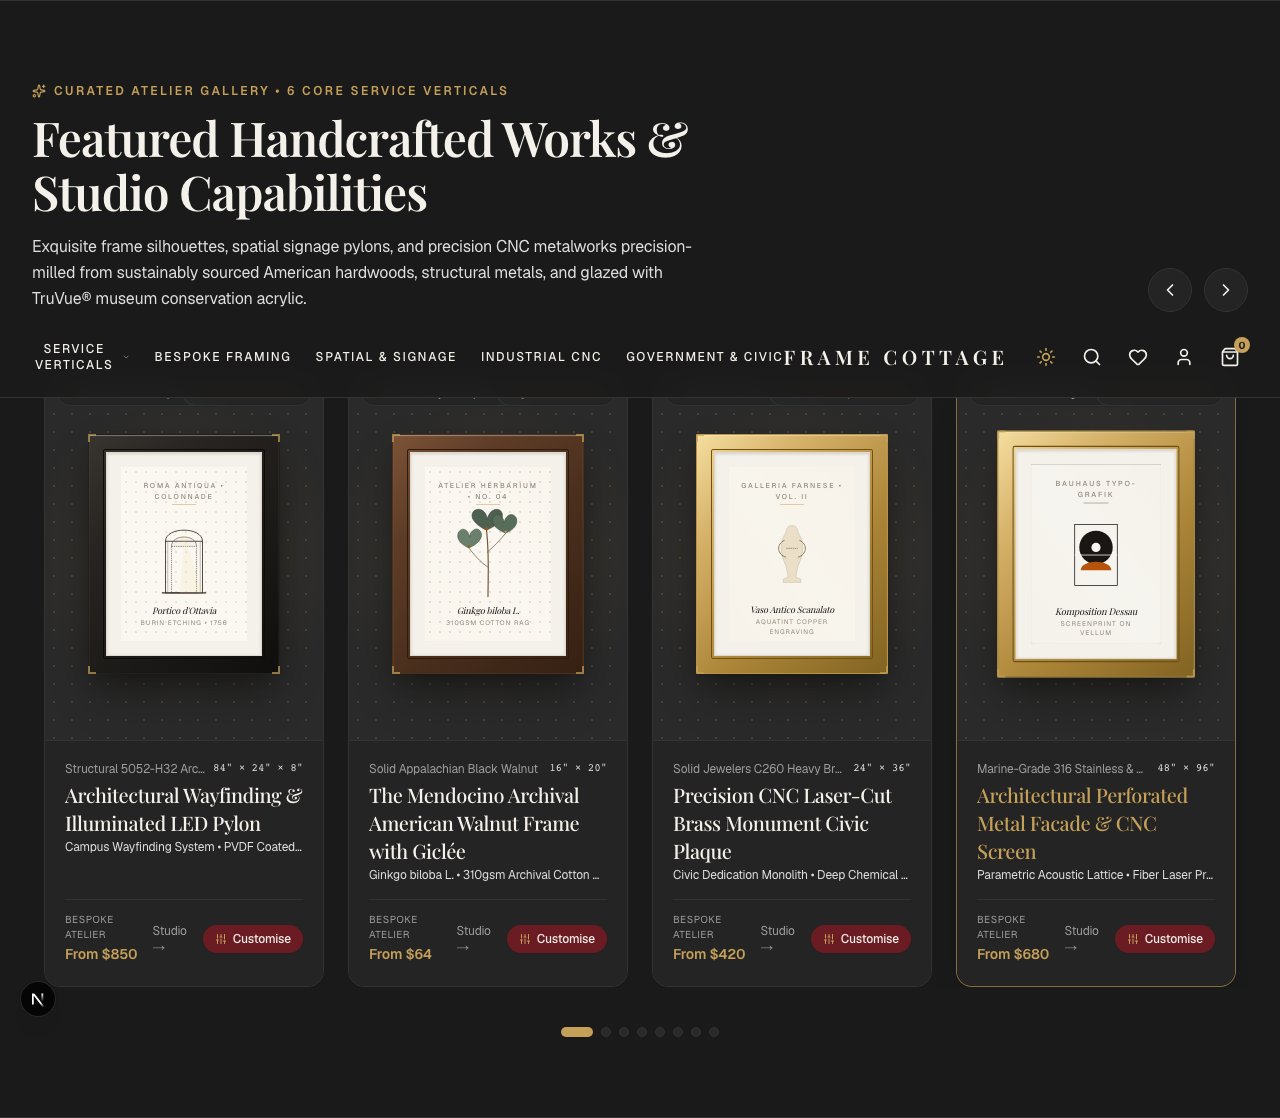 CURATED ATELIER GALLERY • 6 CORE SERVICE VERTICALS
Featured Handcrafted Works &
Studio Capabilities
Exquisite frame silhouettes, spatial signage pylons, and precision CNC metalworks precision-
milled from sustainably sourced American hardwoods, structural metals, and glazed with
TruVue® museum conservation acrylic.
SERVICE
VERTICALS
BESPOKE FRAMING
SPATIAL & SIGNAGE
INDUSTRIAL CNC
GOVERNMENT & CIVIC
FRAME COTTAGE
0
ROMA ANTIQUA •
COLONNADE
Portico d'Ottavia
BURIN ETCHING • 1756
ATELIER HERBARIUM
• NO. 04
Ginkgo biloba L.
310GSM COTTON RAG
GALLERIA FARNESE •
VOL. II
Vaso Antico Scanalato
AQUATINT COPPER
ENGRAVING
BAUHAUS TYPO-
GRAFIK
Komposition Dessau
SCREENPRINT ON
VELLUM
Structural 5052-H32 Arc... 84" × 24" × 8"
Architectural Wayfinding &
Illuminated LED Pylon
Campus Wayfinding System • PVDF Coated...
BESPOKE
ATELIER
From $850
Studio
→
Customise
Solid Appalachian Black Walnut 16" × 20"
The Mendocino Archival
American Walnut Frame
with Giclée
Ginkgo biloba L. • 310gsm Archival Cotton ...
BESPOKE
ATELIER
From $64
Studio
→
Customise
Solid Jewelers C260 Heavy Br... 24" × 36"
Precision CNC Laser-Cut
Brass Monument Civic
Plaque
Civic Dedication Monolith • Deep Chemical ...
BESPOKE
ATELIER
From $420
Studio
→
Customise
Marine-Grade 316 Stainless & ... 48" × 96"
Architectural Perforated
Metal Facade & CNC
Screen
Parametric Acoustic Lattice • Fiber Laser Pr...
BESPOKE
ATELIER
From $680
Studio
→
Customise
N